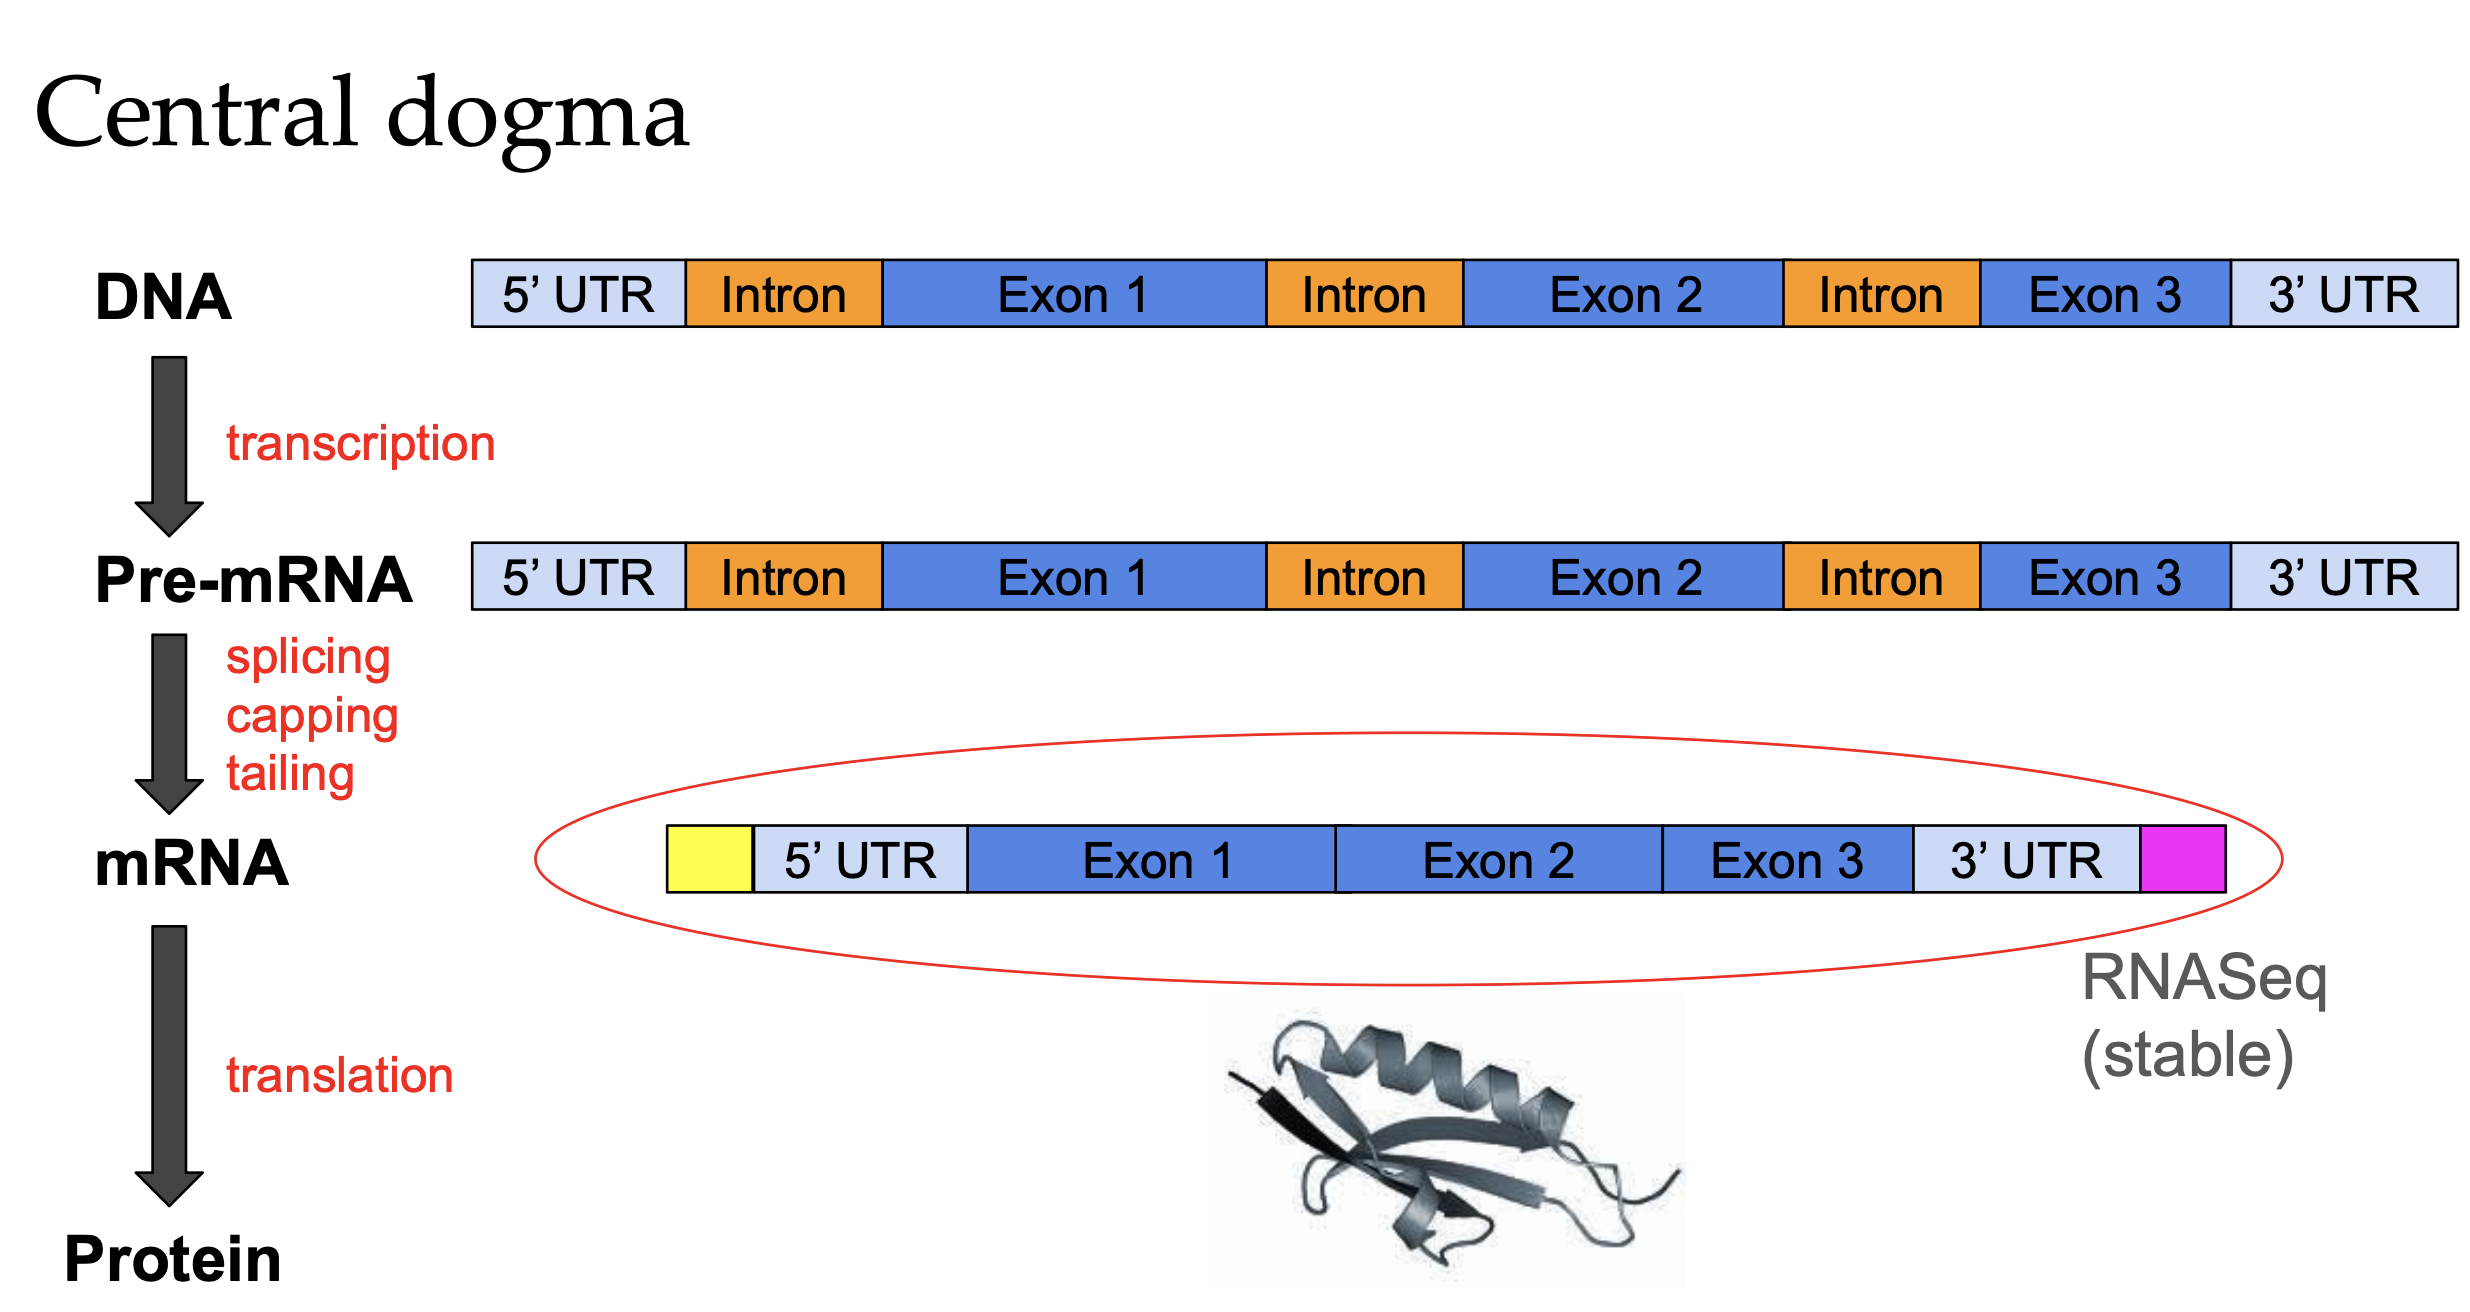 Central dogma
DNA
5’ UTR Intron Exon 1 Intron Exon 2 Intron Exon 3 3’ UTR
transcription
Pre-mRNA
5’ UTR Intron Exon 1 Intron Exon 2 Intron Exon 3 3’ UTR
splicing
capping
tailing
mRNA
5’ UTR Exon 1 Exon 2 Exon 3 3’ UTR
RNASeq
(stable)
translation
Protein